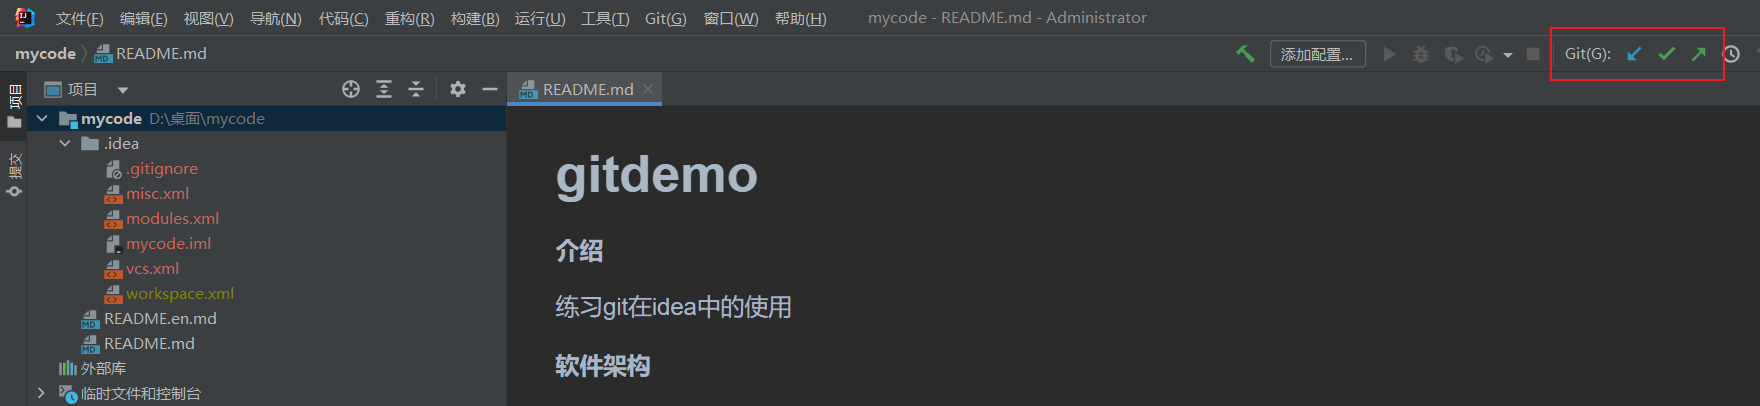 文件(F) 编辑(E) 视图(V) 导航(N) 代码(C) 重构(R) 构建(B) 运行(U) 工具(T) Git(G) 窗口(W) 帮助(H) mycode - README.md - Administrator
mycode README.md 添加配置... Git(G):
项目 README.md
项目
提交
mycode D:\桌面\mycode
.idea
.gitignore
misc.xml
modules.xml
mycode.iml
vcs.xml
workspace.xml
README.en.md
README.md
外部库
临时文件和控制台
gitdemo
介绍
练习git在idea中的使用
软件架构